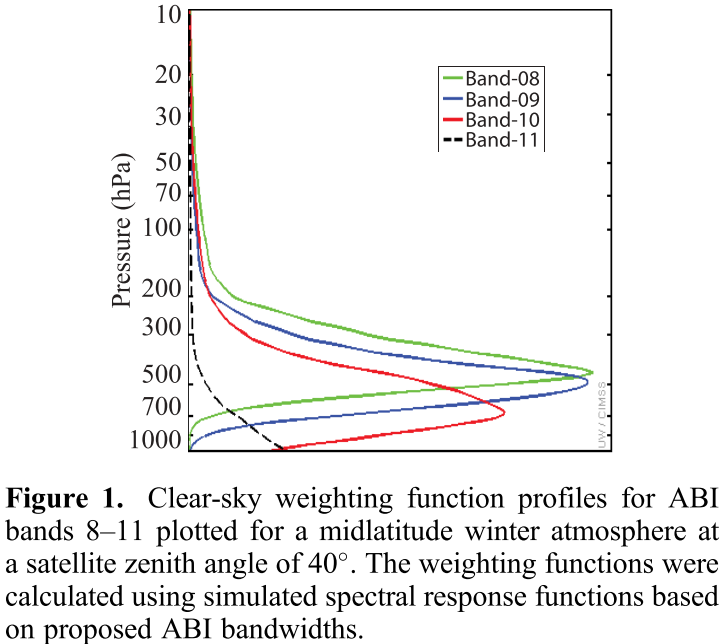 10
20
30
50
70
100
200
300
500
700
1000
Pressure (hPa)
Band-08
Band-09
Band-10
Band-11
UW / CIMSS
Figure 1. Clear-sky weighting function profiles for ABI
bands 8–11 plotted for a midlatitude winter atmosphere at
a satellite zenith angle of 40°. The weighting functions were
calculated using simulated spectral response functions based
on proposed ABI bandwidths.